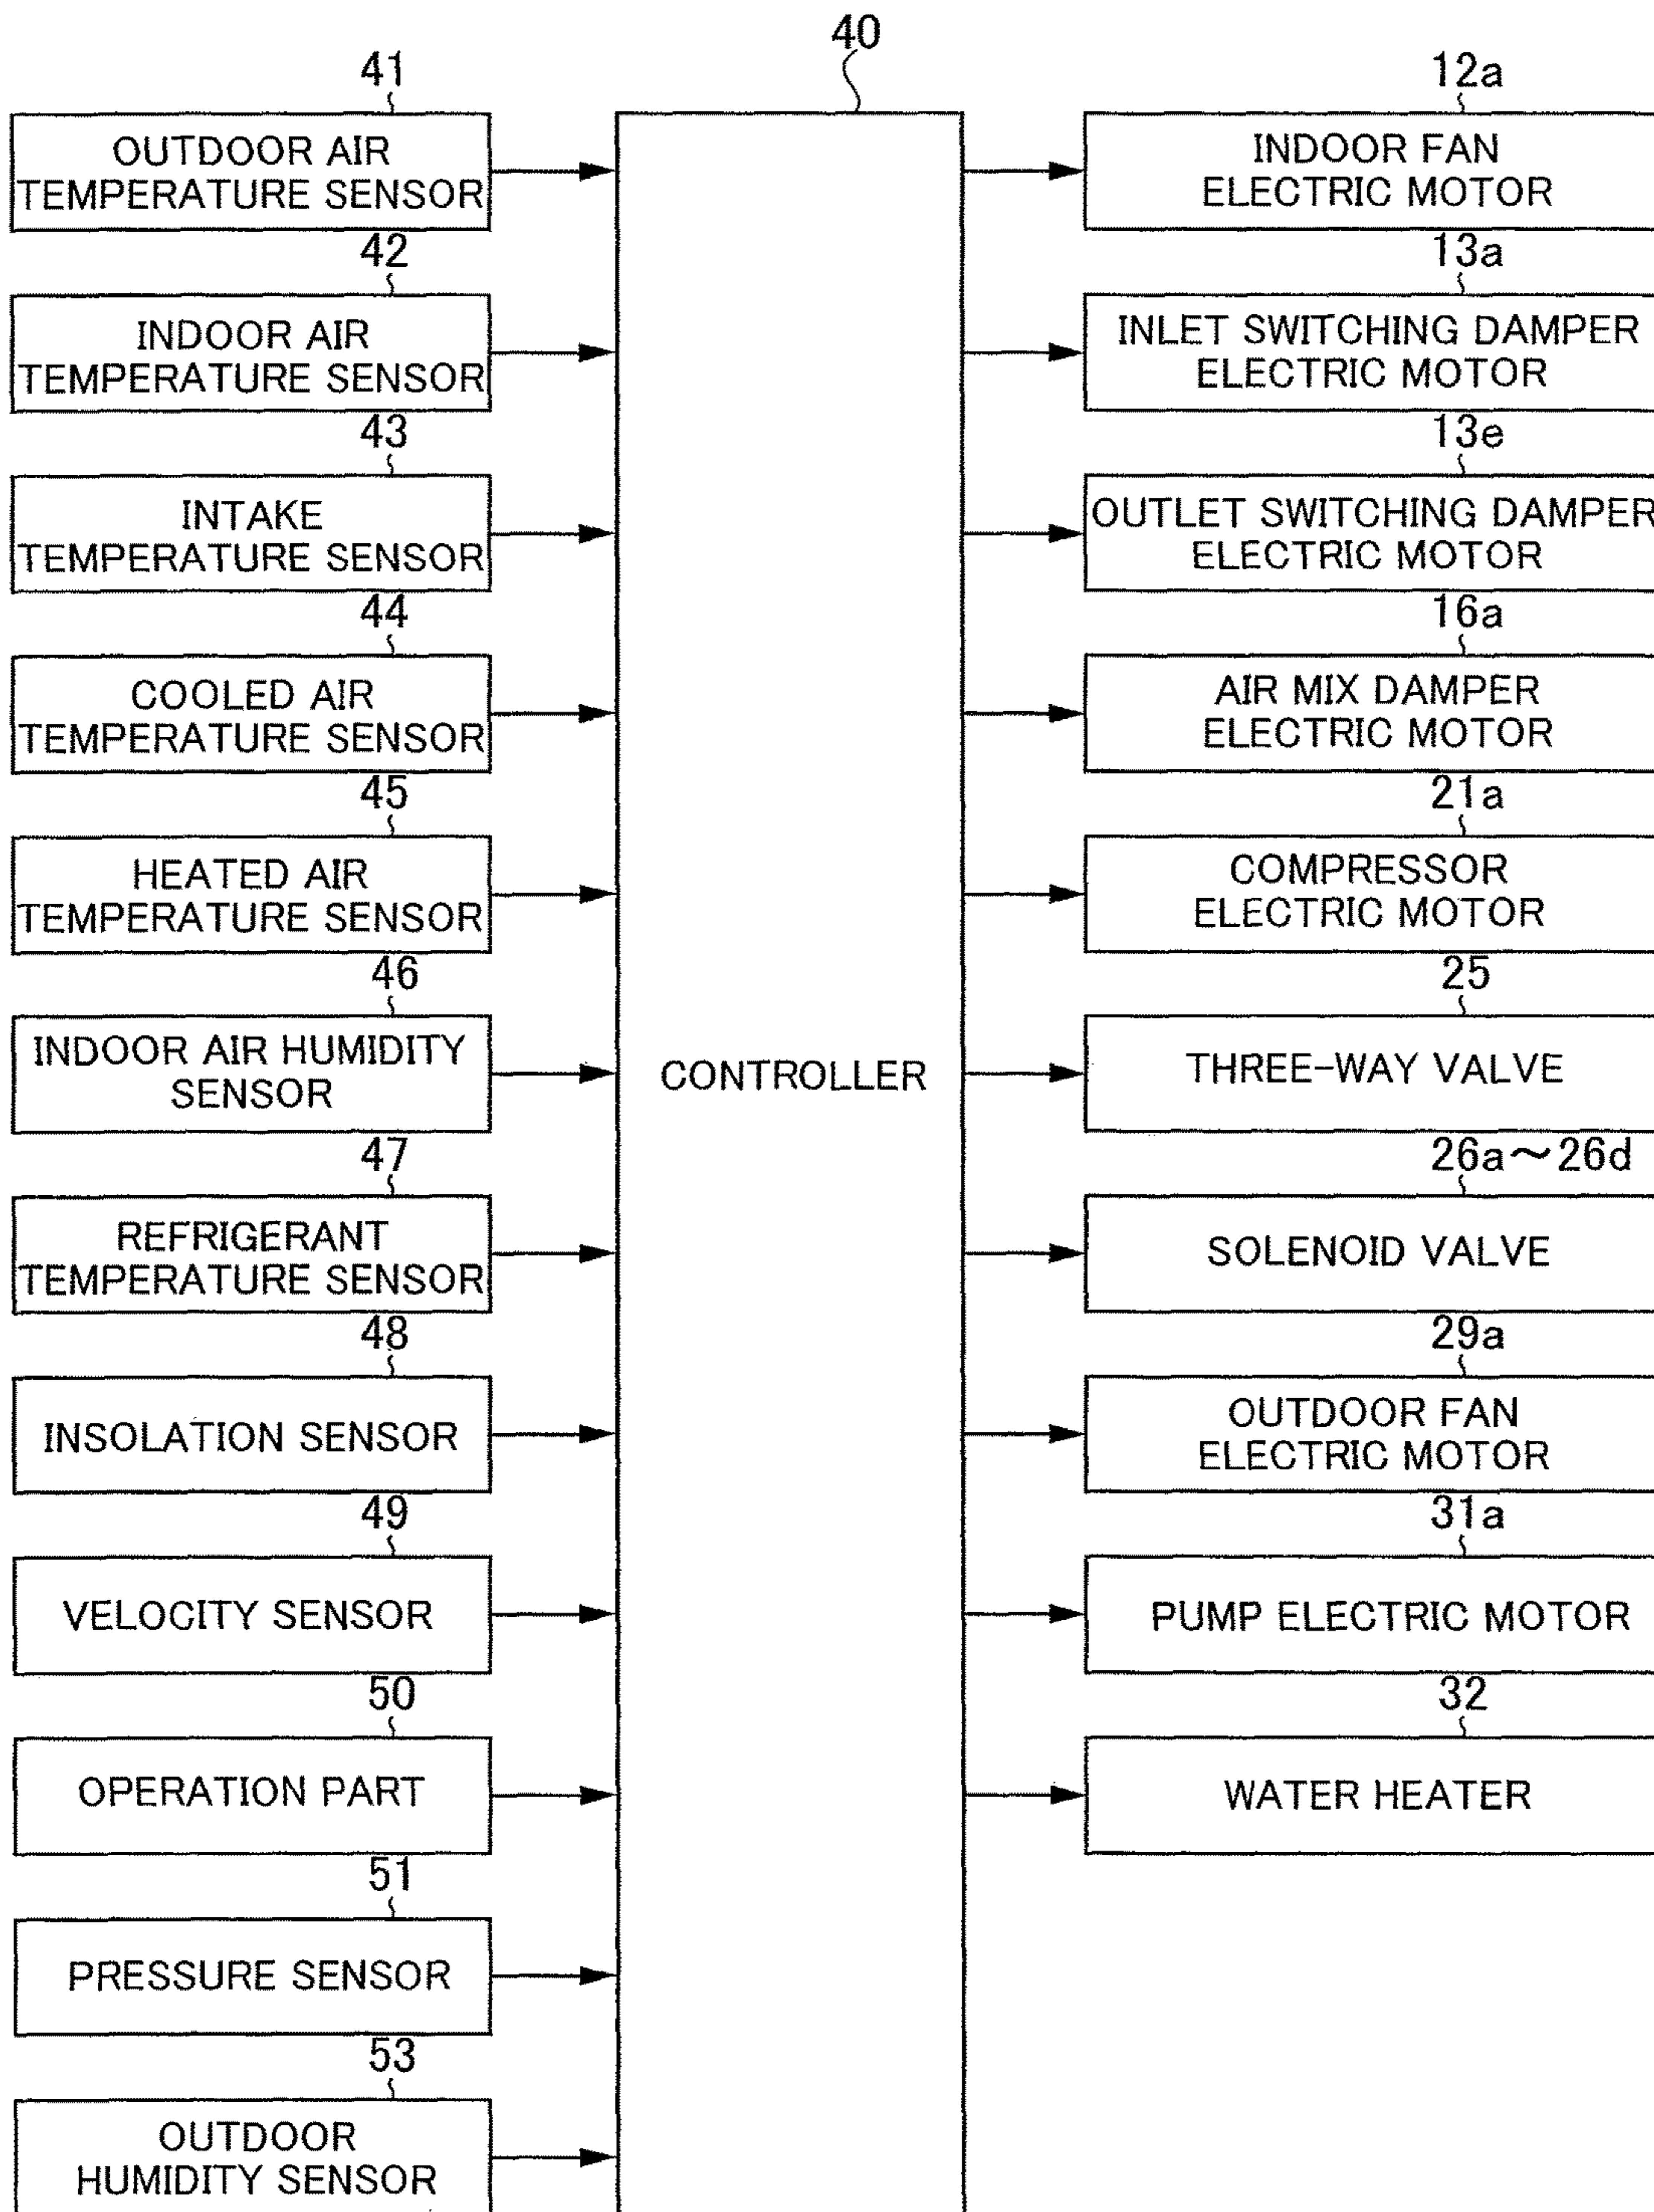 40
41
OUTDOOR AIR
TEMPERATURE SENSOR
42
INDOOR AIR
TEMPERATURE SENSOR
43
INTAKE
TEMPERATURE SENSOR
44
COOLED AIR
TEMPERATURE SENSOR
45
HEATED AIR
TEMPERATURE SENSOR
46
INDOOR AIR HUMIDITY
SENSOR
47
REFRIGERANT
TEMPERATURE SENSOR
48
INSOLATION SENSOR
49
VELOCITY SENSOR
50
OPERATION PART
51
PRESSURE SENSOR
53
OUTDOOR
HUMIDITY SENSOR
CONTROLLER
12a
INDOOR FAN
ELECTRIC MOTOR
13a
INLET SWITCHING DAMPER
ELECTRIC MOTOR
13e
OUTLET SWITCHING DAMPER
ELECTRIC MOTOR
16a
AIR MIX DAMPER
ELECTRIC MOTOR
21a
COMPRESSOR
ELECTRIC MOTOR
25
THREE-WAY VALVE
26a～26d
SOLENOID VALVE
29a
OUTDOOR FAN
ELECTRIC MOTOR
31a
PUMP ELECTRIC MOTOR
32
WATER HEATER